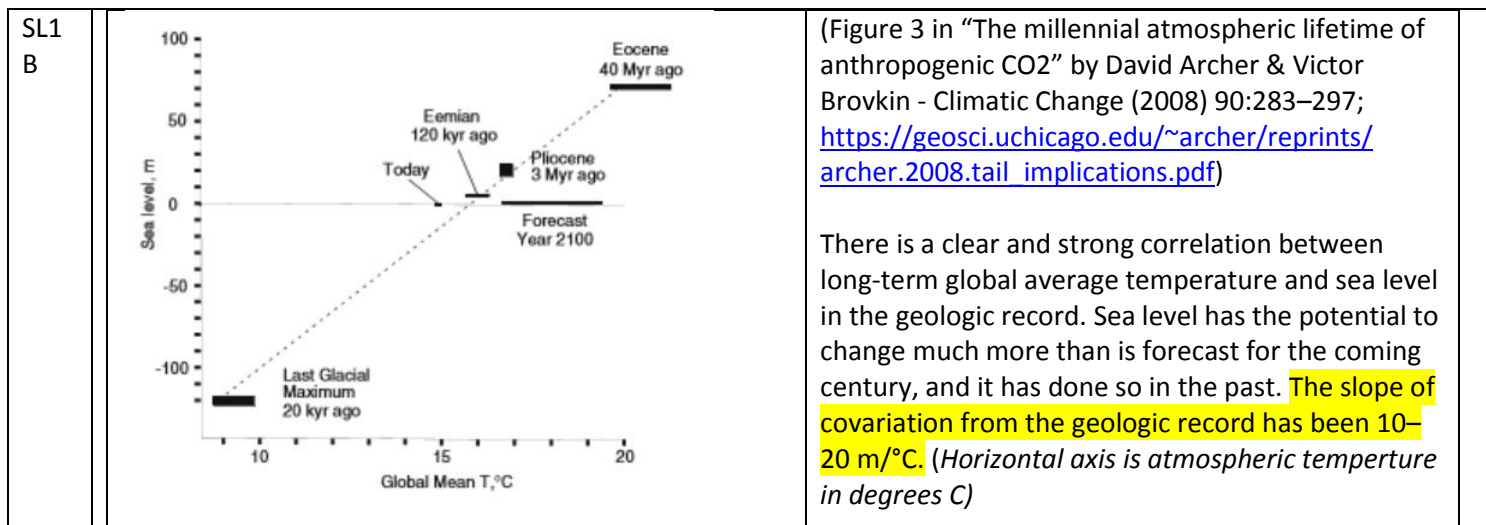 SL1
B
100
50
0
-50
-100
Sea level, m
Eocene
40 Myr ago
Eemian
120 kyr ago
Today
Pliocene
3 Myr ago
Forecast
Year 2100
Last Glacial
Maximum
20 kyr ago
10
15
20
Global Mean T,°C
(Figure 3 in “The millennial atmospheric lifetime of
anthropogenic CO2” by David Archer & Victor
Brovkin - Climatic Change (2008) 90:283–297;
https://geosci.uchicago.edu/~archer/reprints/
archer.2008.tail_implications.pdf)
There is a clear and strong correlation between
long-term global average temperature and sea level
in the geologic record. Sea level has the potential to
change much more than is forecast for the coming
century, and it has done so in the past. The slope of
covariation from the geologic record has been 10–
20 m/°C. (Horizontal axis is atmospheric temperture
in degrees C)